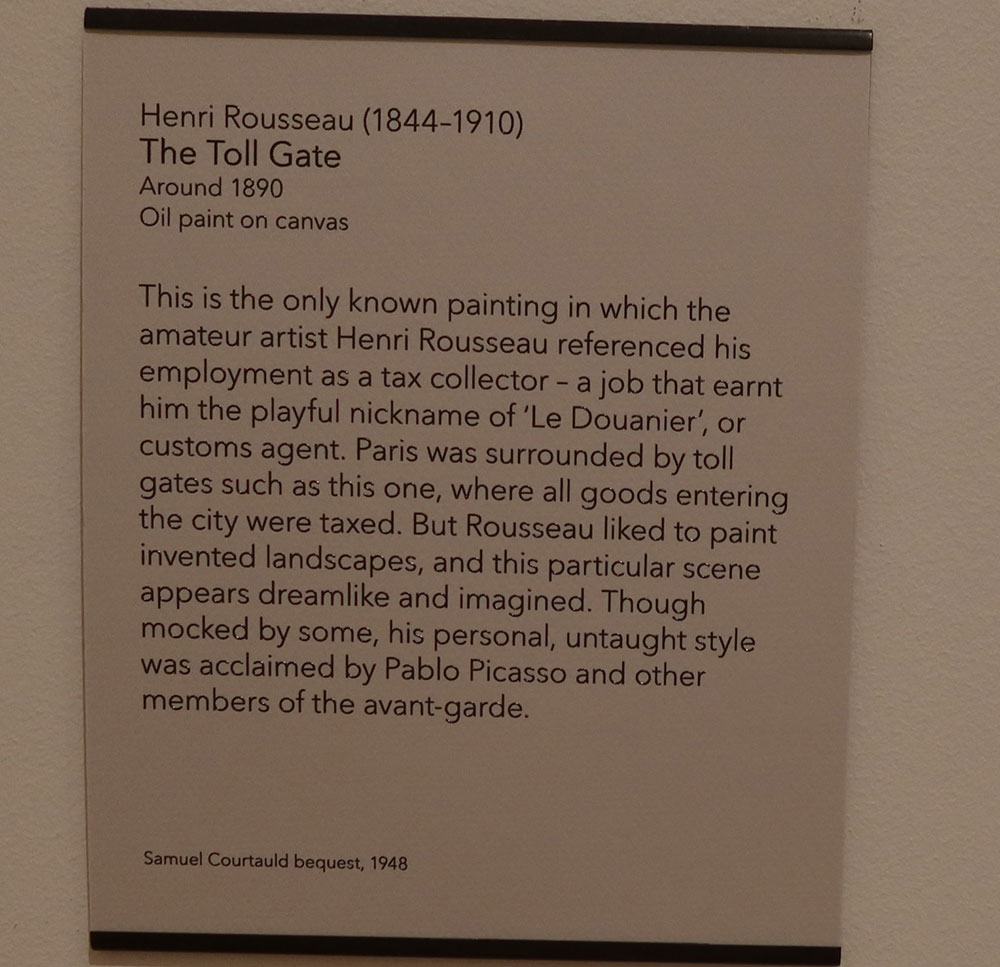 Henri Rousseau (1844–1910)
The Toll Gate
Around 1890
Oil paint on canvas
This is the only known painting in which the
amateur artist Henri Rousseau referenced his
employment as a tax collector – a job that earnt
him the playful nickname of ‘Le Douanier’, or
customs agent. Paris was surrounded by toll
gates such as this one, where all goods entering
the city were taxed. But Rousseau liked to paint
invented landscapes, and this particular scene
appears dreamlike and imagined. Though
mocked by some, his personal, untaught style
was acclaimed by Pablo Picasso and other
members of the avant-garde.
Samuel Courtauld bequest, 1948